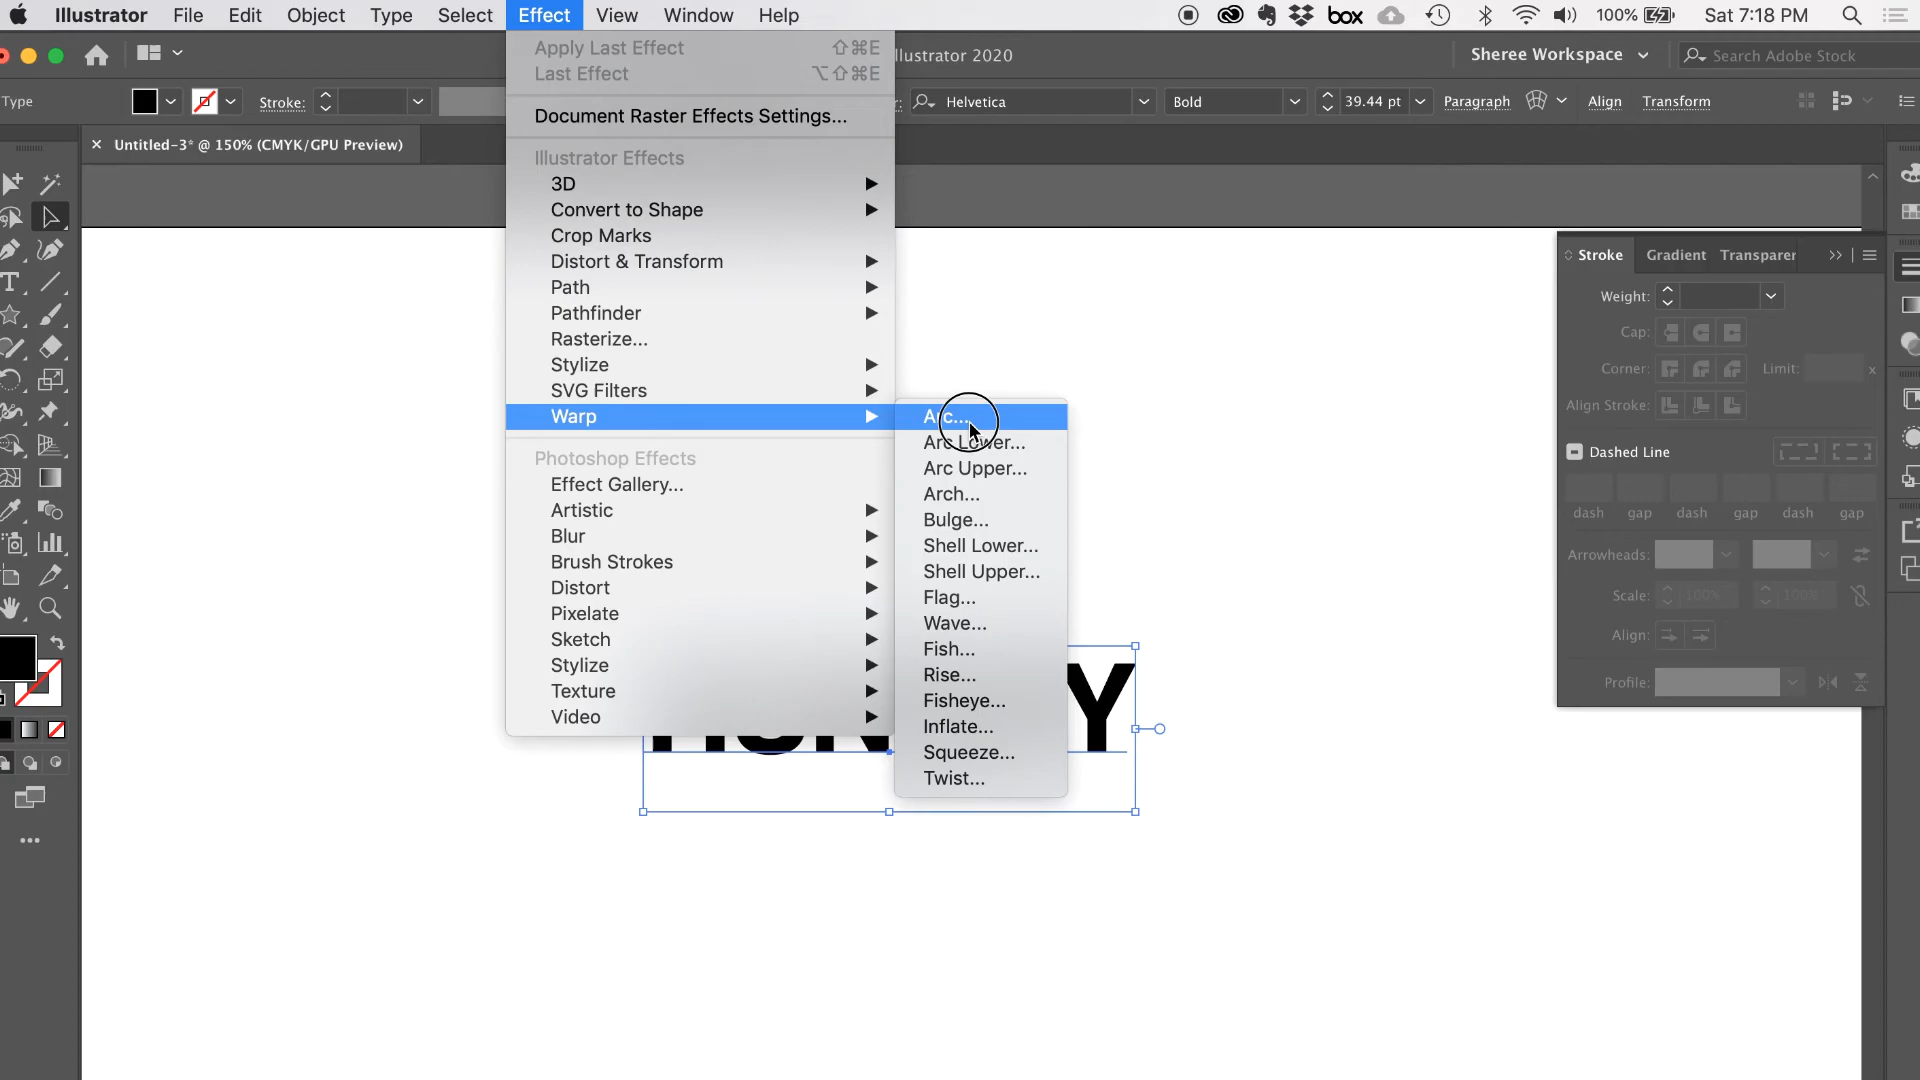 Illustrator File Edit Object Type Select Effect View Window Help box 100% Sat 7:18 PM
Apply Last Effect ⇧⌘E
Last Effect ⌥⇧⌘E
llustrator 2020
Sheree Workspace
Search Adobe Stock
Type
Stroke:
Helvetica
Bold
39.44 pt
Paragraph
Align
Transform
× Untitled-3* @ 150% (CMYK/GPU Preview)
Document Raster Effects Settings...
Illustrator Effects
3D
Convert to Shape
Crop Marks
Distort & Transform
Path
Pathfinder
Rasterize...
Stylize
SVG Filters
Warp
Photoshop Effects
Effect Gallery...
Artistic
Blur
Brush Strokes
Distort
Pixelate
Sketch
Stylize
Texture
Video
Arc...
Arc Lower...
Arc Upper...
Arch...
Bulge...
Shell Lower...
Shell Upper...
Flag...
Wave...
Fish...
Rise...
Fisheye...
Inflate...
Squeeze...
Twist...
Y
Stroke Gradient Transparer
Weight:
Cap:
Corner: Limit: x
Align Stroke:
Dashed Line
dash gap dash gap dash gap
Arrowheads:
Scale: 100% 100%
Align:
Profile: